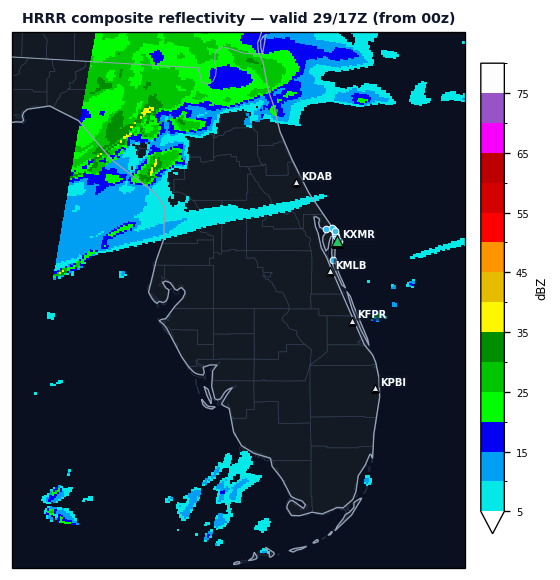 HRRR composite reflectivity — valid 29/17Z (from 00z)
KDAB
KXMR
KMLB
KFPR
KPBI
75
65
55
45
35
25
15
5
dBZ